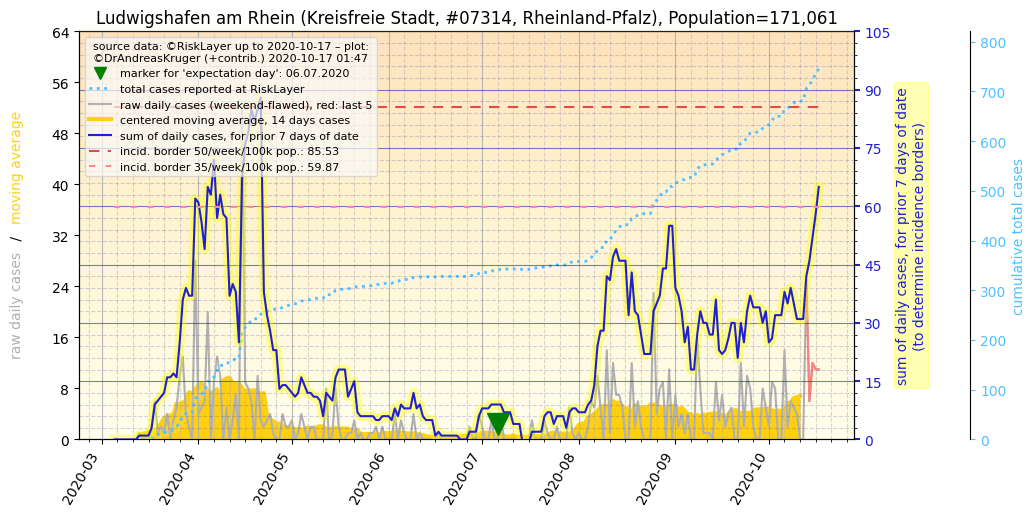 Ludwigshafen am Rhein (Kreisfreie Stadt, #07314, Rheinland-Pfalz), Population=171,061
source data: ©RiskLayer up to 2020-10-17 – plot:
©DrAndreasKruger (+contrib.) 2020-10-17 01:47
marker for 'expectation day': 06.07.2020
total cases reported at RiskLayer
raw daily cases (weekend-flawed), red: last 5
centered moving average, 14 days cases
sum of daily cases, for prior 7 days of date
incid. border 50/week/100k pop.: 85.53
incid. border 35/week/100k pop.: 59.87
raw daily cases / moving average
64
56
48
40
32
24
16
8
0
105
90
75
60
45
30
15
0
sum of daily cases, for prior 7 days of date
(to determine incidence borders)
800
700
600
500
400
300
200
100
0
cumulative total cases
2020-03
2020-04
2020-05
2020-06
2020-07
2020-08
2020-09
2020-10